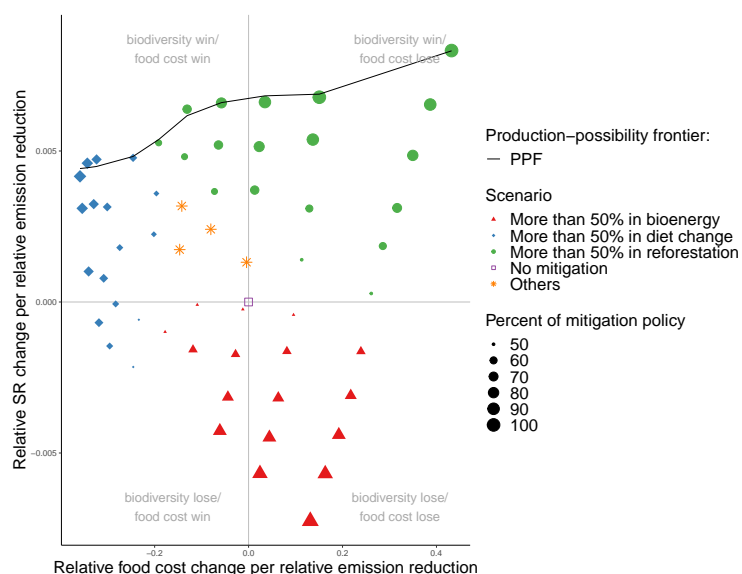 biodiversity win/
food cost win
biodiversity win/
food cost lose
0.005
0.000
−0.005
Relative SR change per relative emission reduction
biodiversity lose/
food cost win
biodiversity lose/
food cost lose
−0.2
0.0
0.2
0.4
Relative food cost change per relative emission reduction
Production−possibility frontier:
PPF
Scenario
More than 50% in bioenergy
More than 50% in diet change
More than 50% in reforestation
No mitigation
Others
Percent of mitigation policy
50
60
70
80
90
100